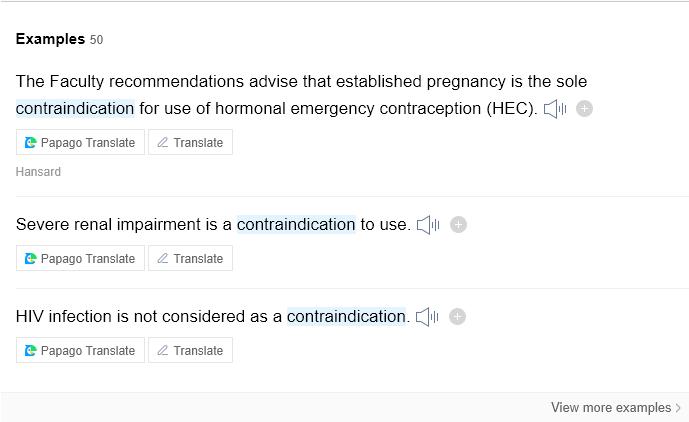 Examples 50
The Faculty recommendations advise that established pregnancy is the sole
contraindication for use of hormonal emergency contraception (HEC).
Papago Translate Translate
Hansard
Severe renal impairment is a contraindication to use.
Papago Translate Translate
HIV infection is not considered as a contraindication.
Papago Translate Translate
View more examples >